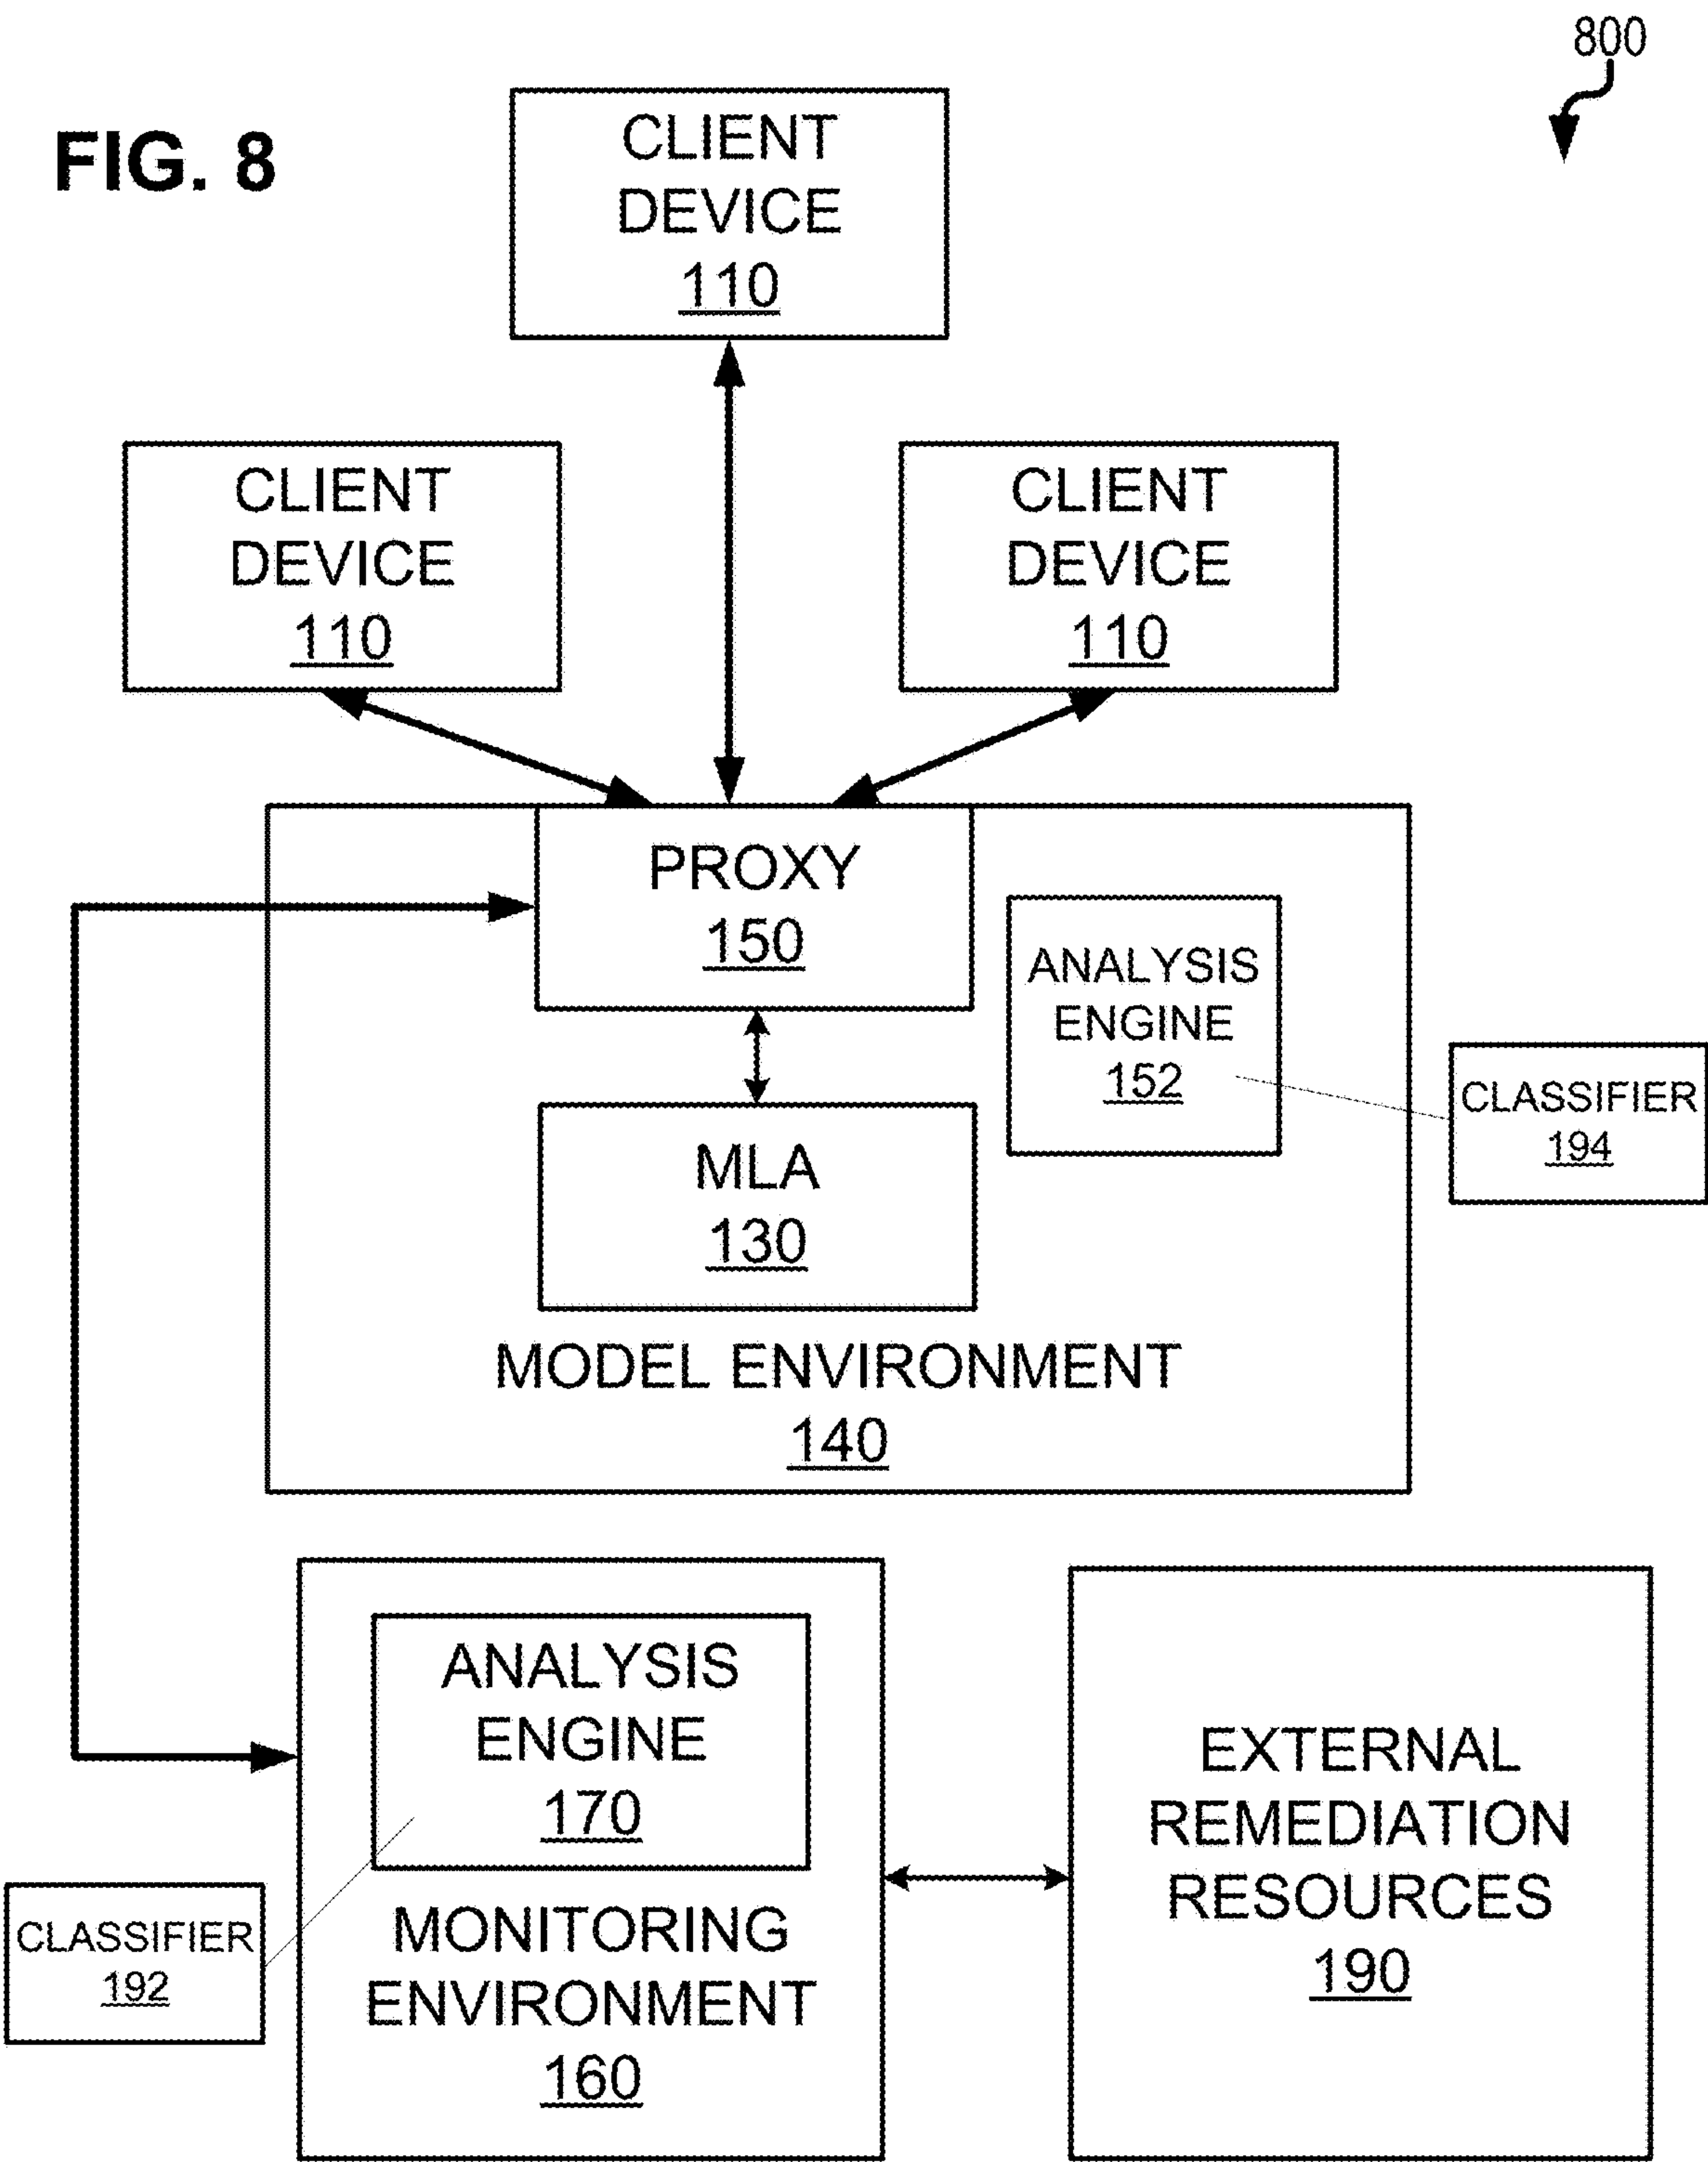 800
FIG. 8
CLIENT
DEVICE
110
CLIENT
DEVICE
110
CLIENT
DEVICE
110
PROXY
150
ANALYSIS
ENGINE
152
CLASSIFIER
194
MLA
130
MODEL ENVIRONMENT
140
ANALYSIS
ENGINE
170
CLASSIFIER
192
MONITORING
ENVIRONMENT
160
EXTERNAL
REMEDIATION
RESOURCES
190